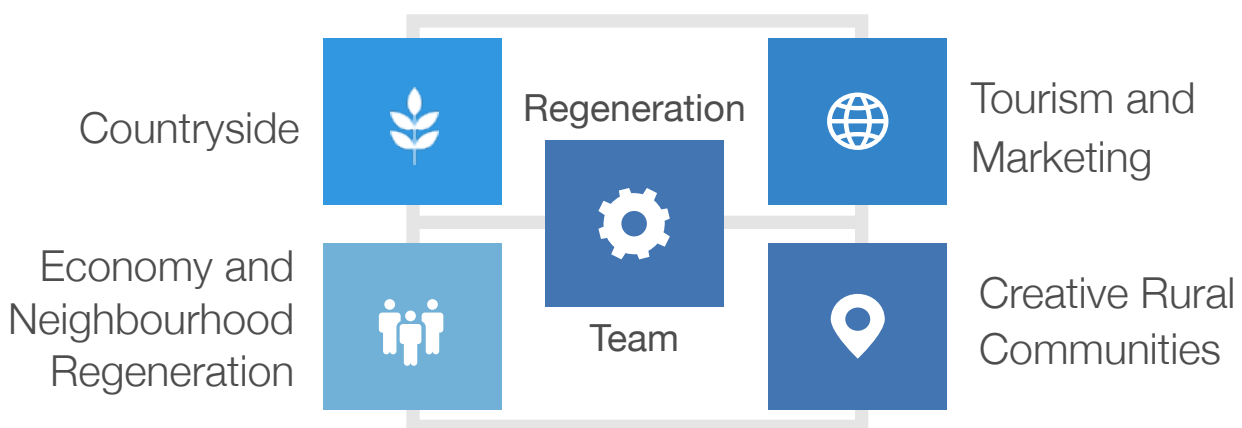 Countryside
Regeneration
Team
Tourism and
Marketing
Economy and
Neighbourhood
Regeneration
Creative Rural
Communities